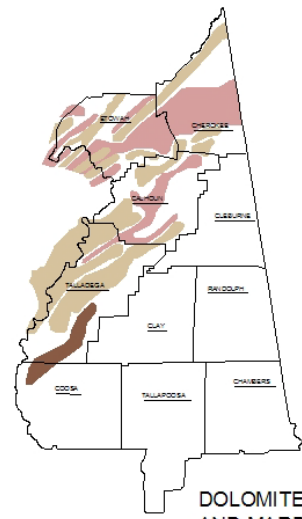 ETOWAH
CHEROKEE
CALHOUN
CLEBURNE
TALLADEGA
RANDOLPH
CLAY
COOSA
TALLAPOOSA
CHAMBERS
DOLOMITE